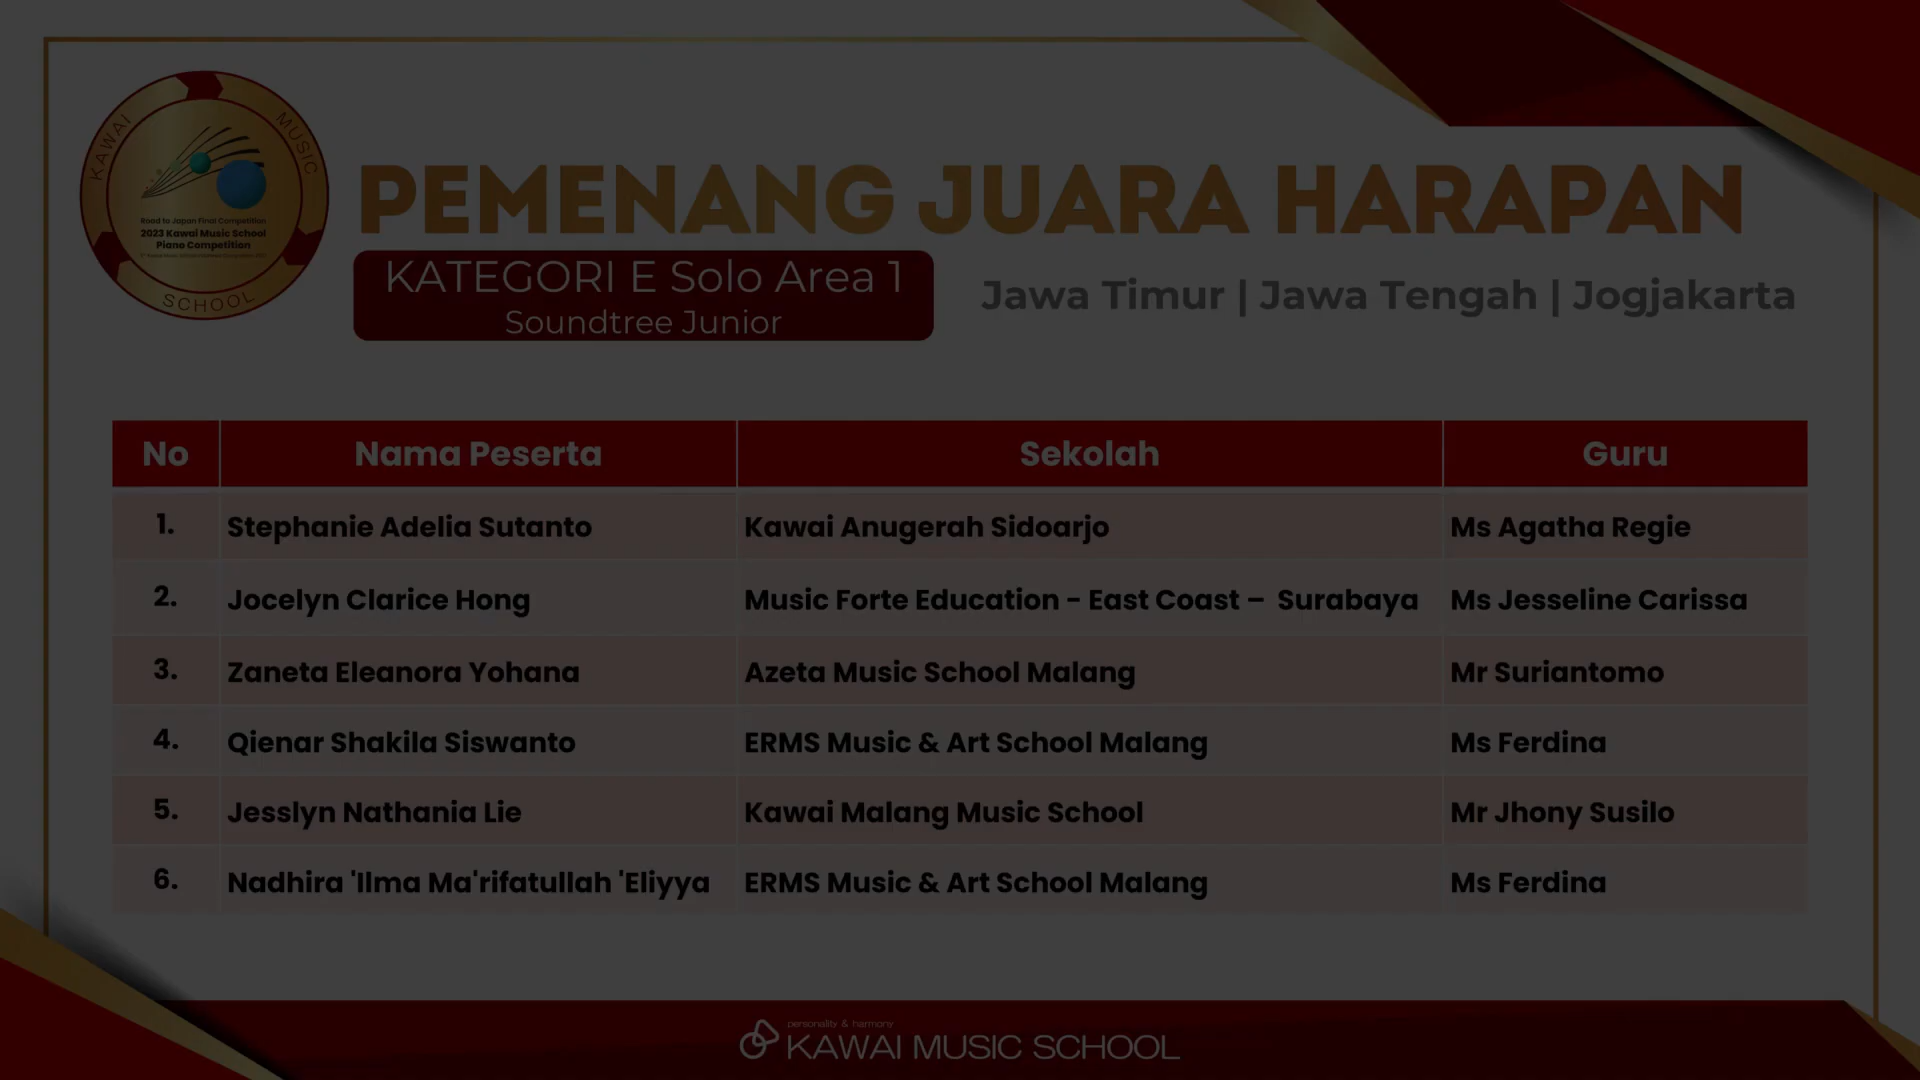 KAWAI MUSIC SCHOOL
Road to Japan Final Competition
2023 Kawai Music School
Piano Competition
PEMENANG JUARA HARAPAN
KATEGORI E Solo Area 1
Soundtree Junior
Jawa Timur | Jawa Tengah | Jogjakarta
No Nama Peserta Sekolah Guru
1. Stephanie Adelia Sutanto Kawai Anugerah Sidoarjo Ms Agatha Regie
2. Jocelyn Clarice Hong Music Forte Education - East Coast – Surabaya Ms Jesseline Carissa
3. Zaneta Eleanora Yohana Azeta Music School Malang Mr Suriantomo
4. Qienar Shakila Siswanto ERMS Music & Art School Malang Ms Ferdina
5. Jesslyn Nathania Lie Kawai Malang Music School Mr Jhony Susilo
6. Nadhira 'Ilma Ma'rifatullah 'Eliyya ERMS Music & Art School Malang Ms Ferdina
personality & harmony
KAWAI MUSIC SCHOOL